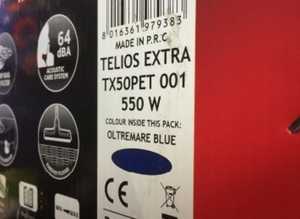 8 016361 979383
MADE IN P.R.C.
TELIOS EXTRA
TX50PET 001
550 W
COLOUR INSIDE THIS PACK:
OLTREMARE BLUE
CE
64
dBA
ACOUSTIC
CARE SYSTEM